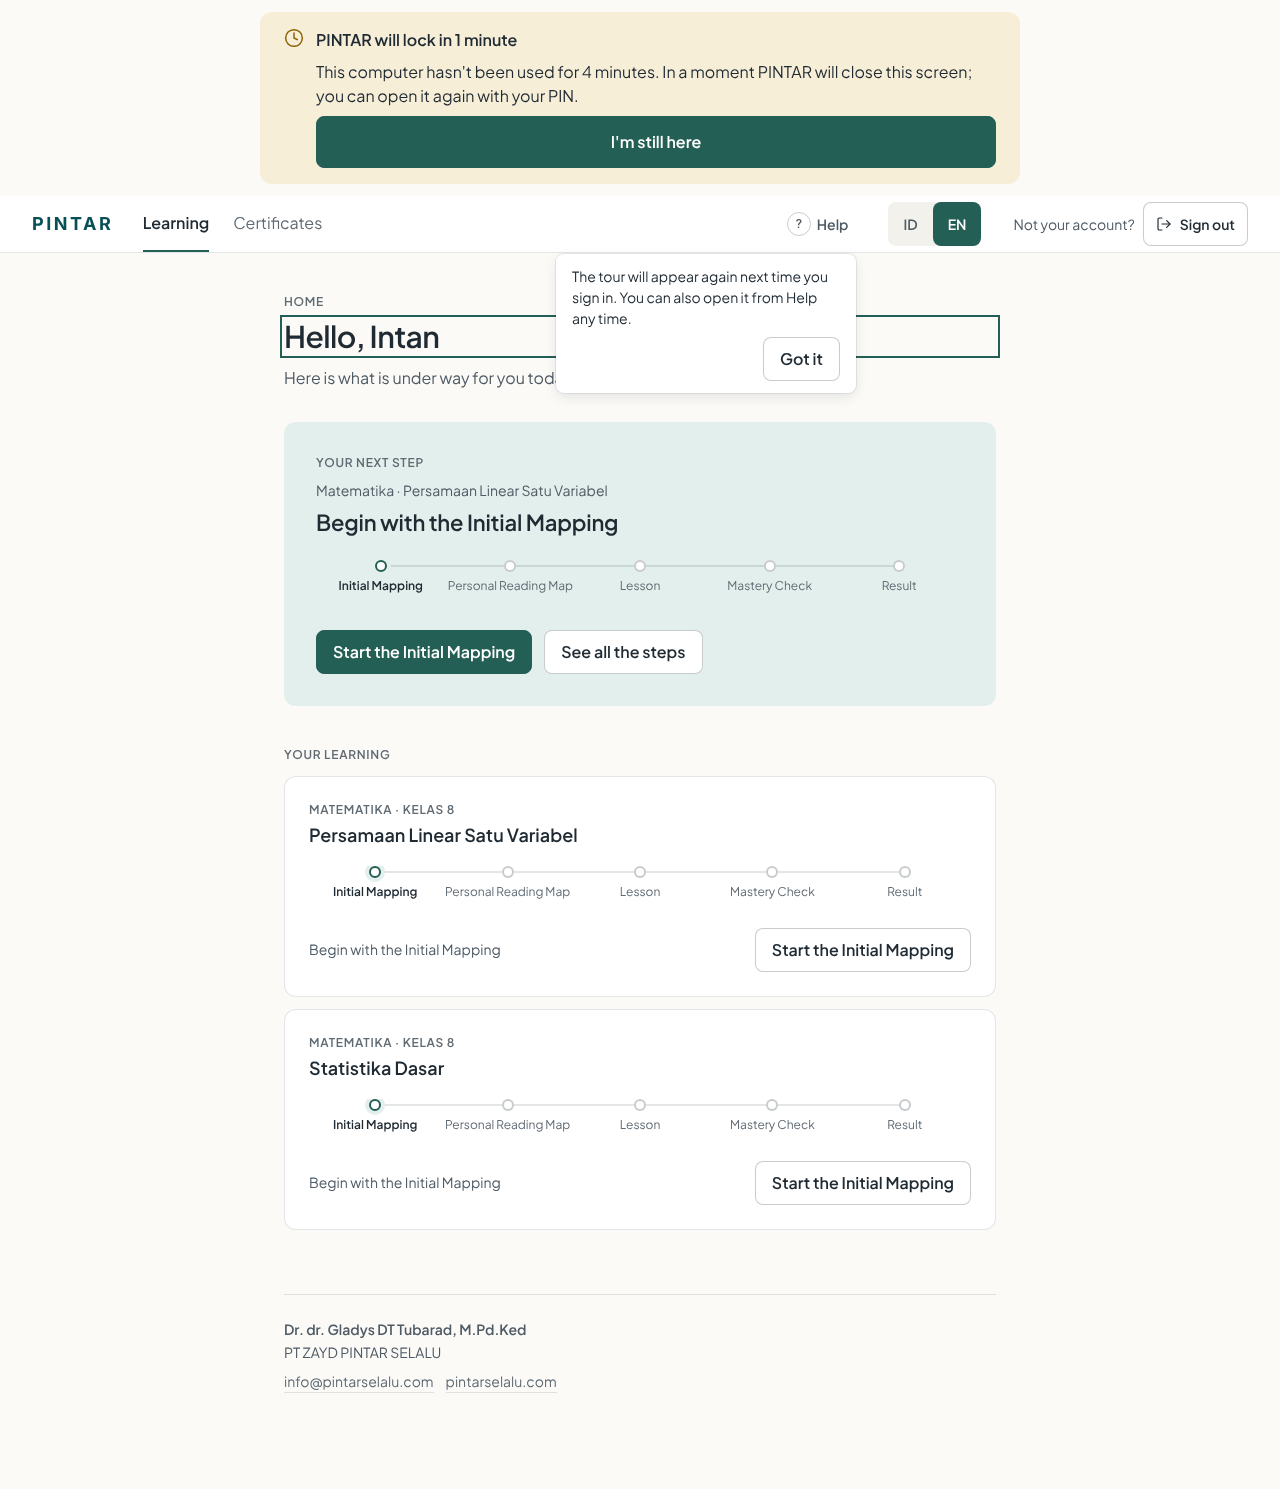 PINTAR will lock in 1 minute
This computer hasn't been used for 4 minutes. In a moment PINTAR will close this screen;
you can open it again with your PIN.
I'm still here
PINTAR
Learning
Certificates
? Help
ID
EN
Not your account?
Sign out
The tour will appear again next time you
sign in. You can also open it from Help
any time.
Got it
HOME
Hello, Intan
Here is what is under way for you
YOUR NEXT STEP
Matematika · Persamaan Linear Satu Variabel
Begin with the Initial Mapping
Initial Mapping
Personal Reading Map
Lesson
Mastery Check
Result
Start the Initial Mapping
See all the steps
YOUR LEARNING
MATEMATIKA · KELAS 8
Persamaan Linear Satu Variabel
Initial Mapping
Personal Reading Map
Lesson
Mastery Check
Result
Begin with the Initial Mapping
Start the Initial Mapping
MATEMATIKA · KELAS 8
Statistika Dasar
Initial Mapping
Personal Reading Map
Lesson
Mastery Check
Result
Begin with the Initial Mapping
Start the Initial Mapping
Dr. dr. Gladys DT Tubarad, M.Pd.Ked
PT ZAYD PINTAR SELALU
info@pintarselalu.com
pintarselalu.com